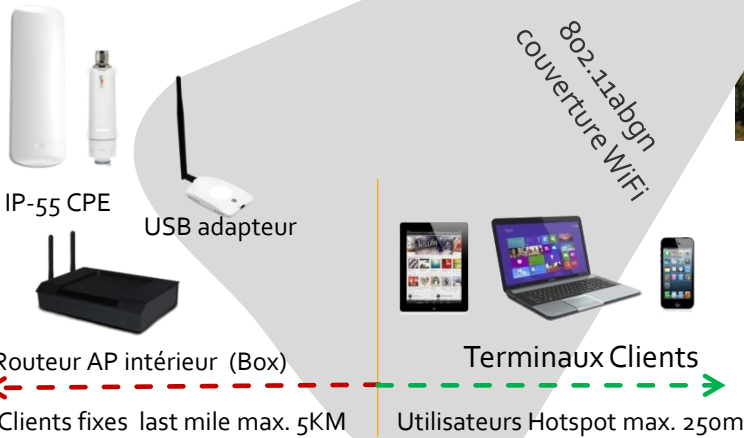 802.11abgn
couverture WiFi
IP-55 CPE
USB adapteur
Routeur AP intérieur (Box)
Terminaux Clients
Clients fixes last mile max. 5KM
Utilisateurs Hotspot max. 250m